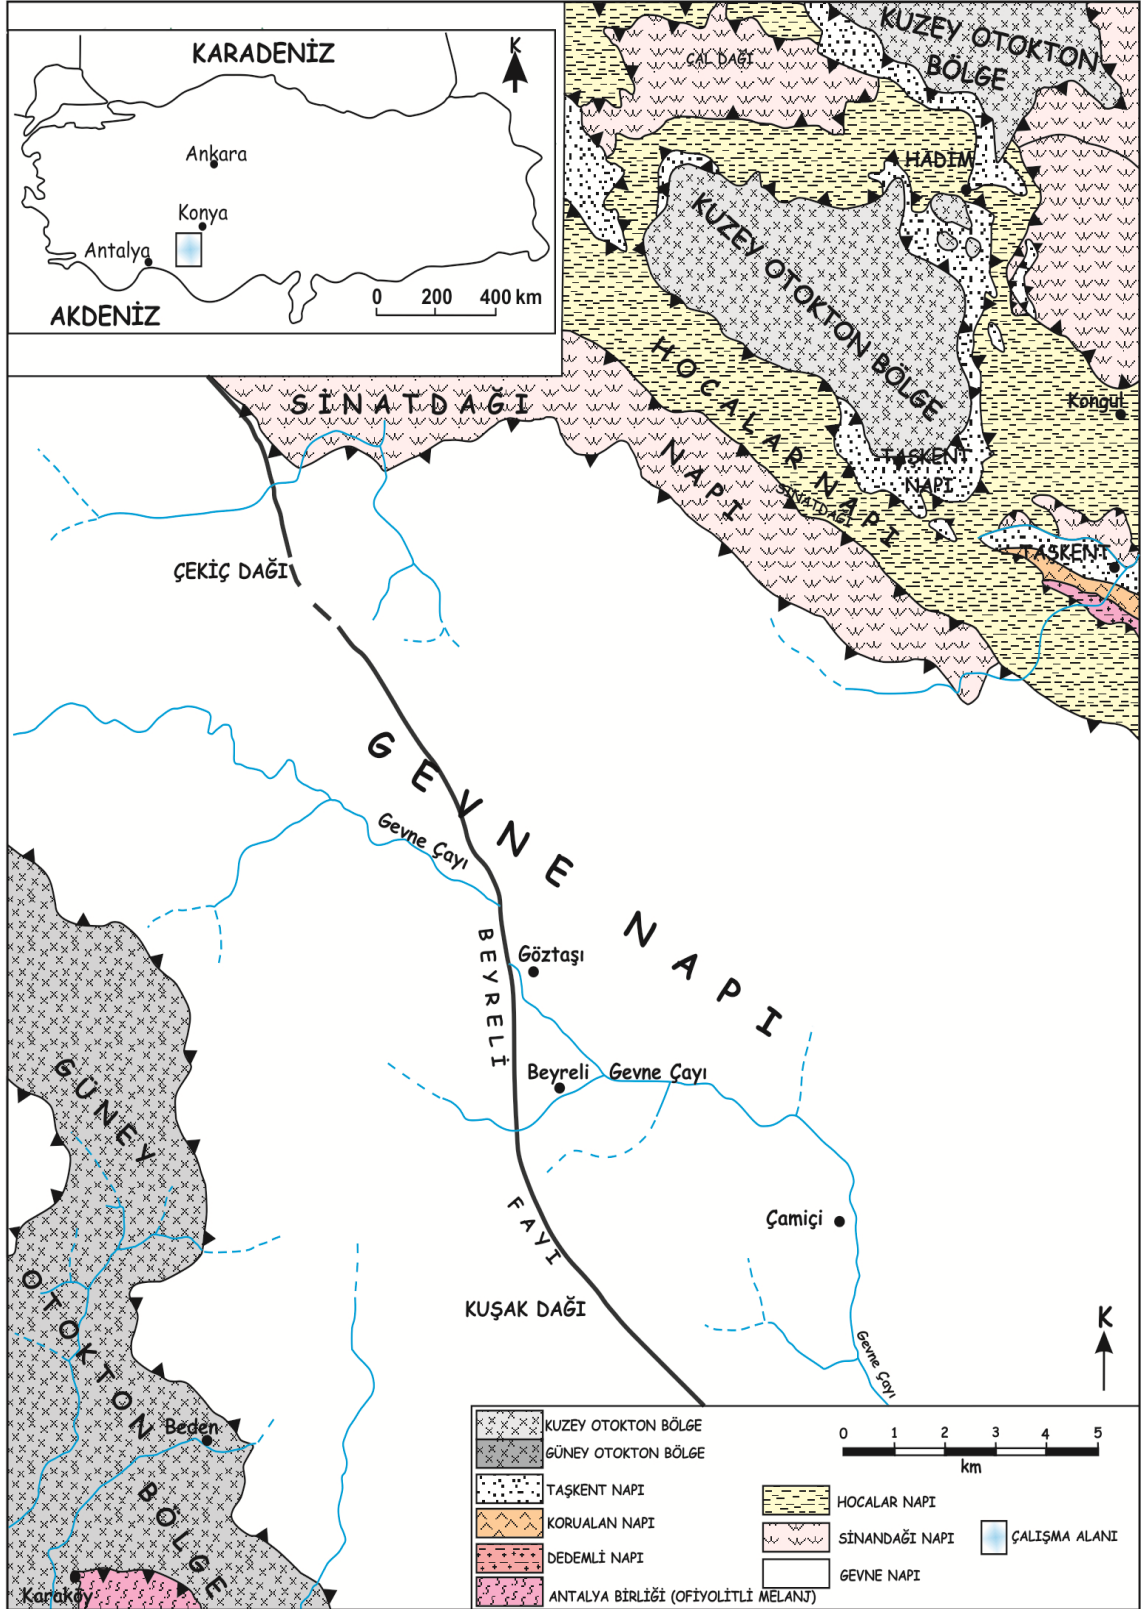 KARADENİZ
K
Ankara
Konya
Antalya
AKDENİZ
0 200 400 km
KUZEY OTOKTON
BÖLGE
ÇAL DAĞI
HADİM
KUZEY OTOKTON BÖLGE
HOCALAR NAPI
Kongul
TAŞKENT
NAPI
SİNATDAĞI
NAPI
SİNATDAĞI
TAŞKENT
ÇEKİÇ DAĞI
GEVNE NAPI
Gevne Çayı
Göztaşı
BEYRELİ
FAYI
Beyreli
Gevne Çayı
GÜNEY
OTOKTON
BÖLGE
Çamiçi
KUŞAK DAĞI
Gevne Çayı
K
Beden
Karaköy
KUZEY OTOKTON BÖLGE
GÜNEY OTOKTON BÖLGE
TAŞKENT NAPI
KORUALAN NAPI
DEDEMLİ NAPI
ANTALYA BİRLİĞİ (OFİYOLİTLİ MELANJ)
0 1 2 3 4 5
km
HOCALAR NAPI
SİNANDAĞI NAPI
GEVNE NAPI
ÇALIŞMA ALANI